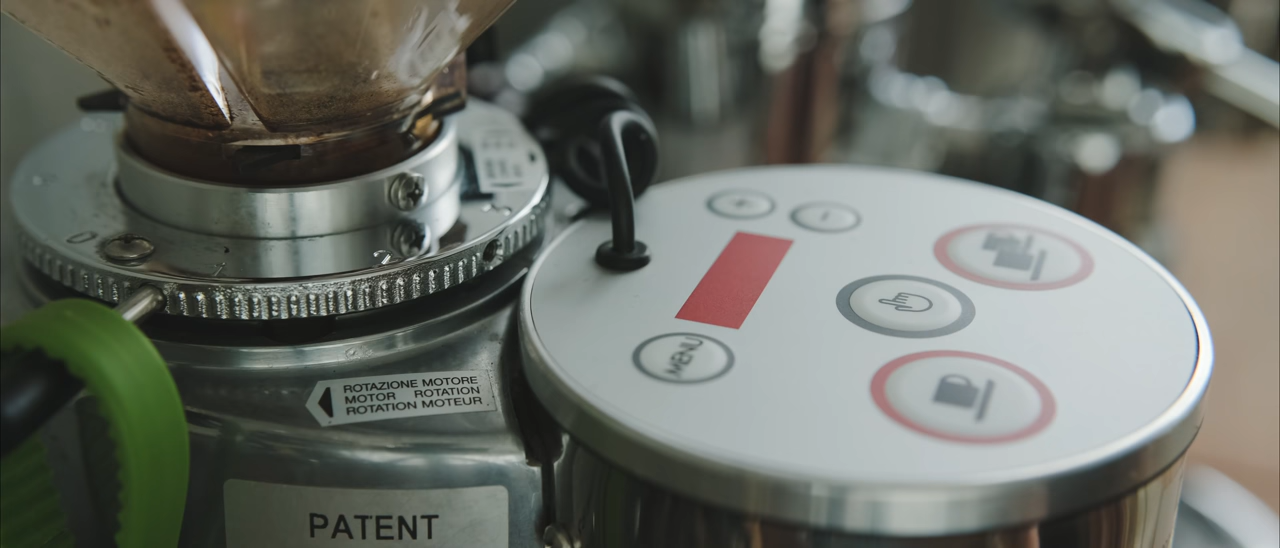 ROTAZIONE MOTORE
MOTOR ROTATION
ROTATION MOTEUR
PATENT
MENU